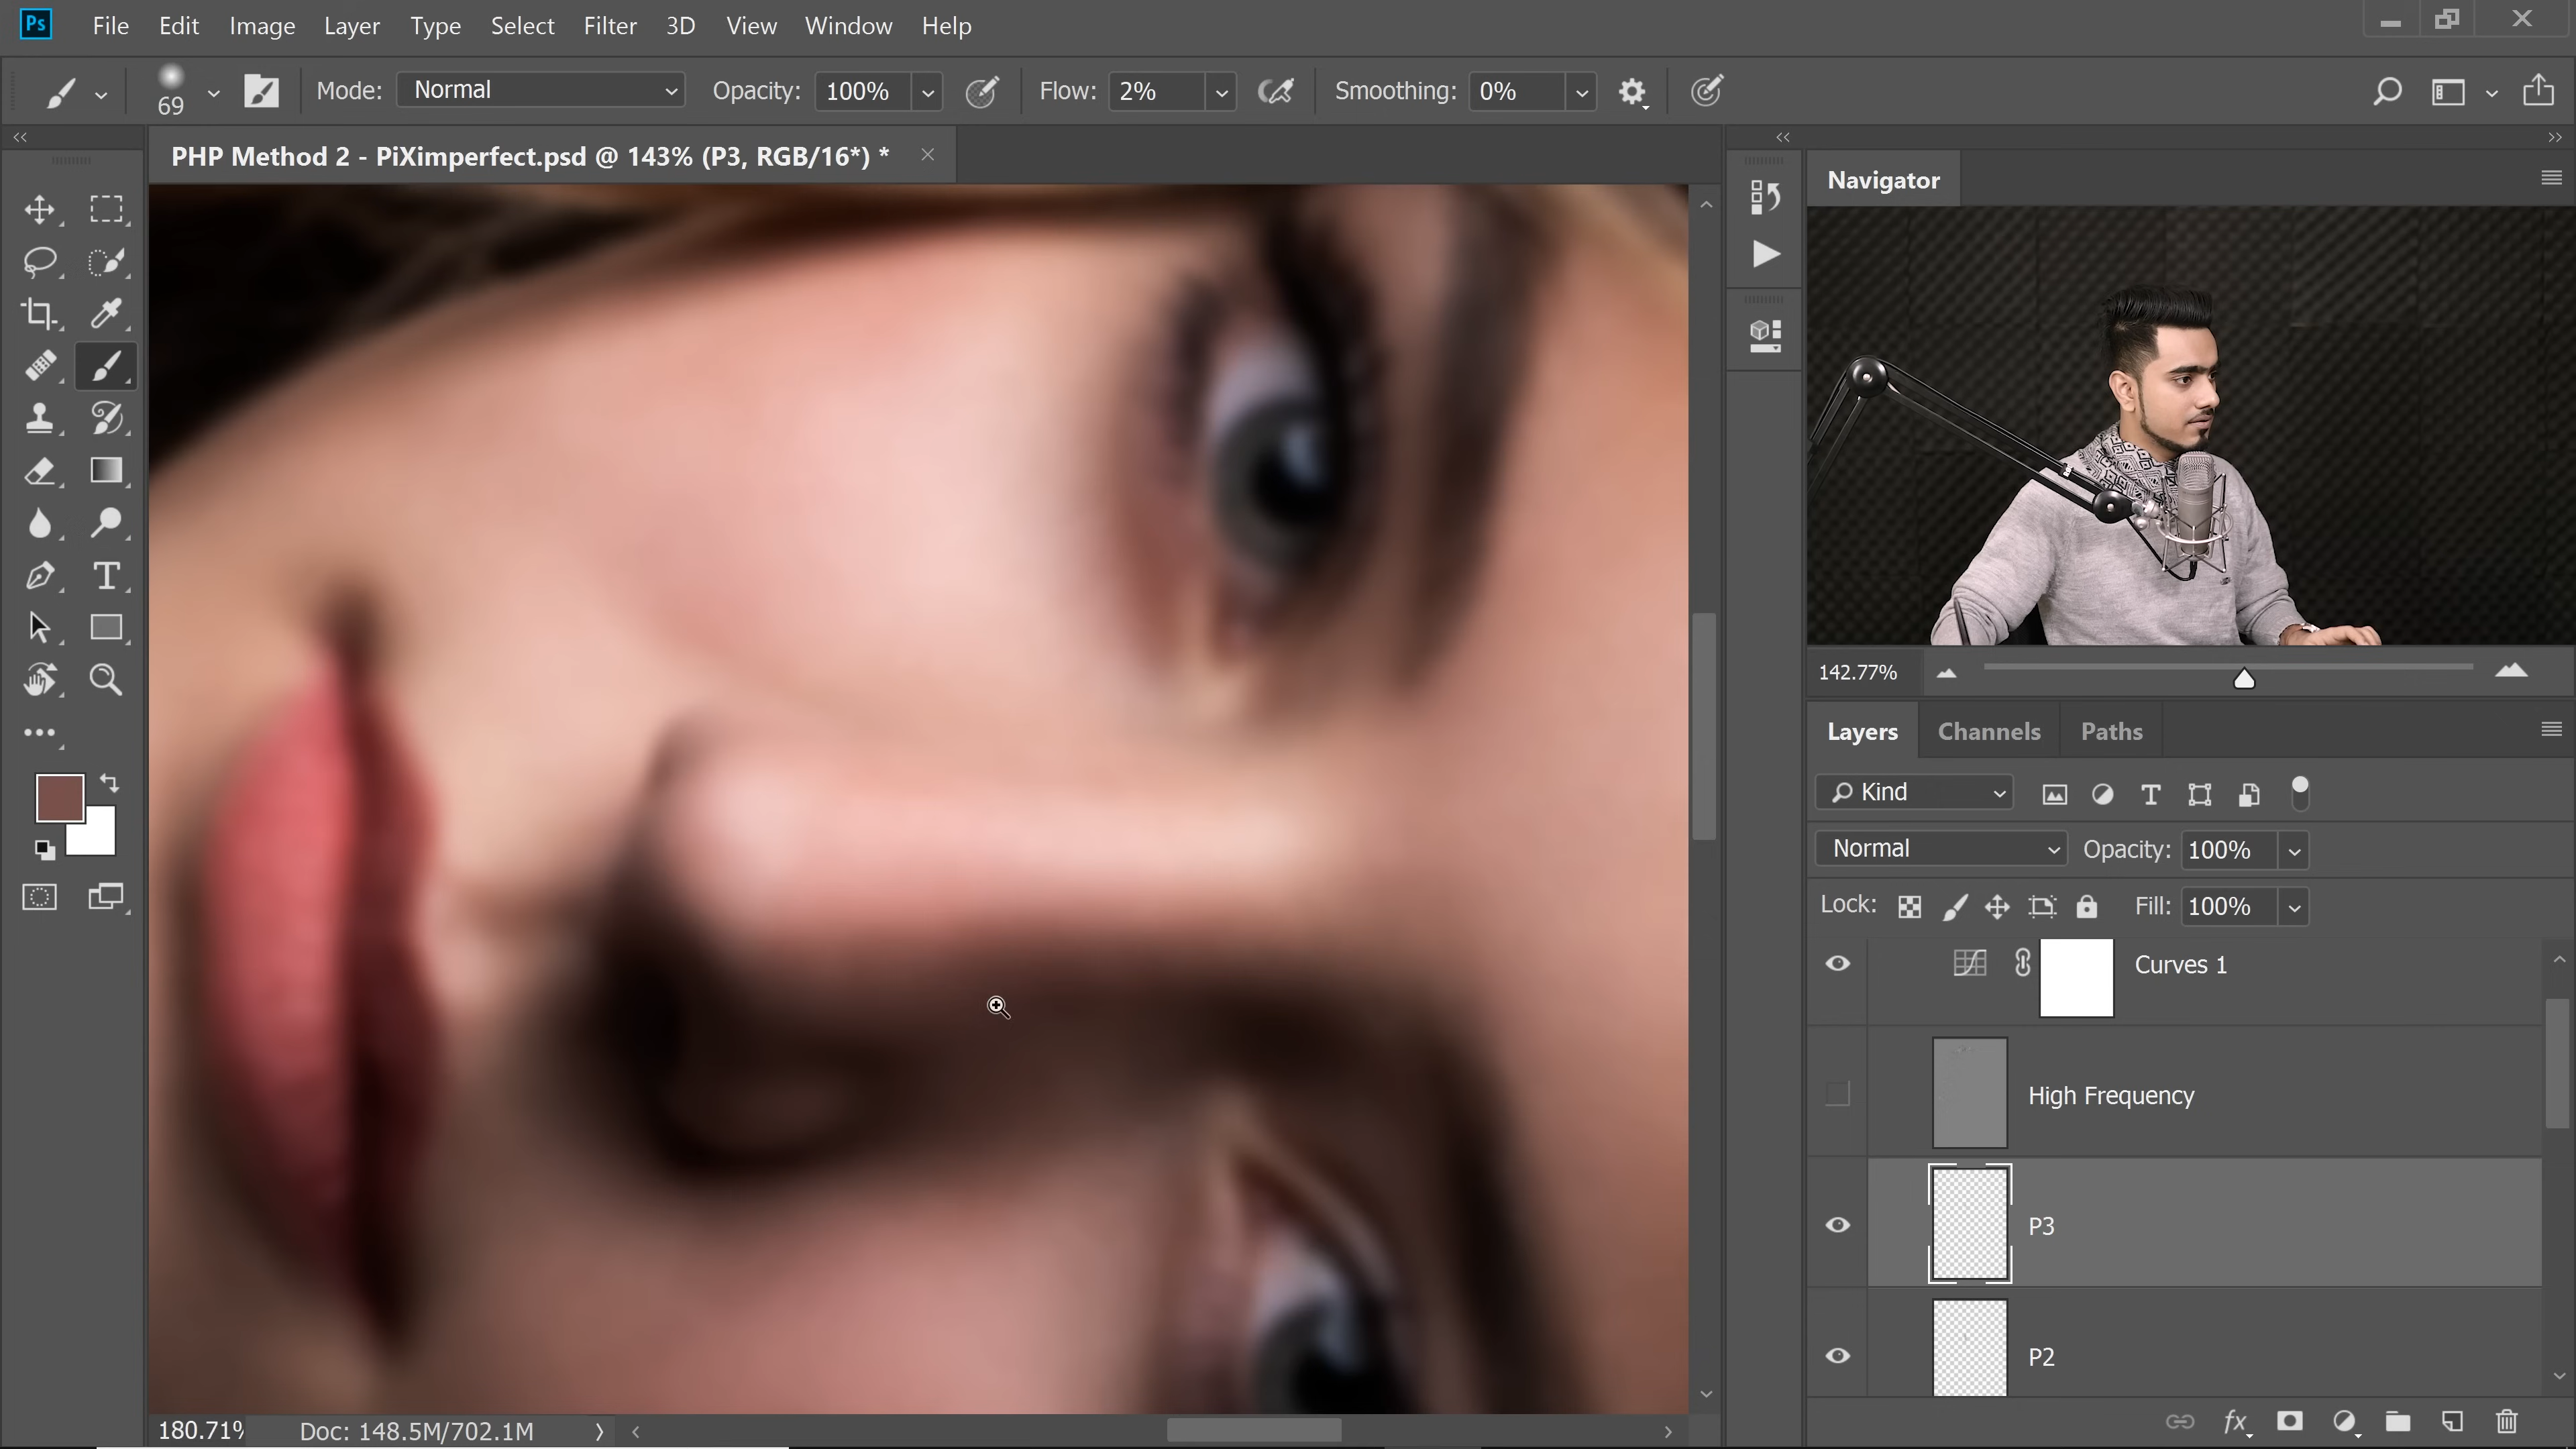 Ps File Edit Image Layer Type Select Filter 3D View Window Help
69 Mode: Normal Opacity: 100% Flow: 2% Smoothing: 0%
PHP Method 2 - PiXimperfect.psd @ 143% (P3, RGB/16*) *
Navigator
142.77%
Layers Channels Paths
Kind
Normal Opacity: 100%
Lock: Fill: 100%
Curves 1
High Frequency
P3
P2
180.71% Doc: 148.5M/702.1M
fx